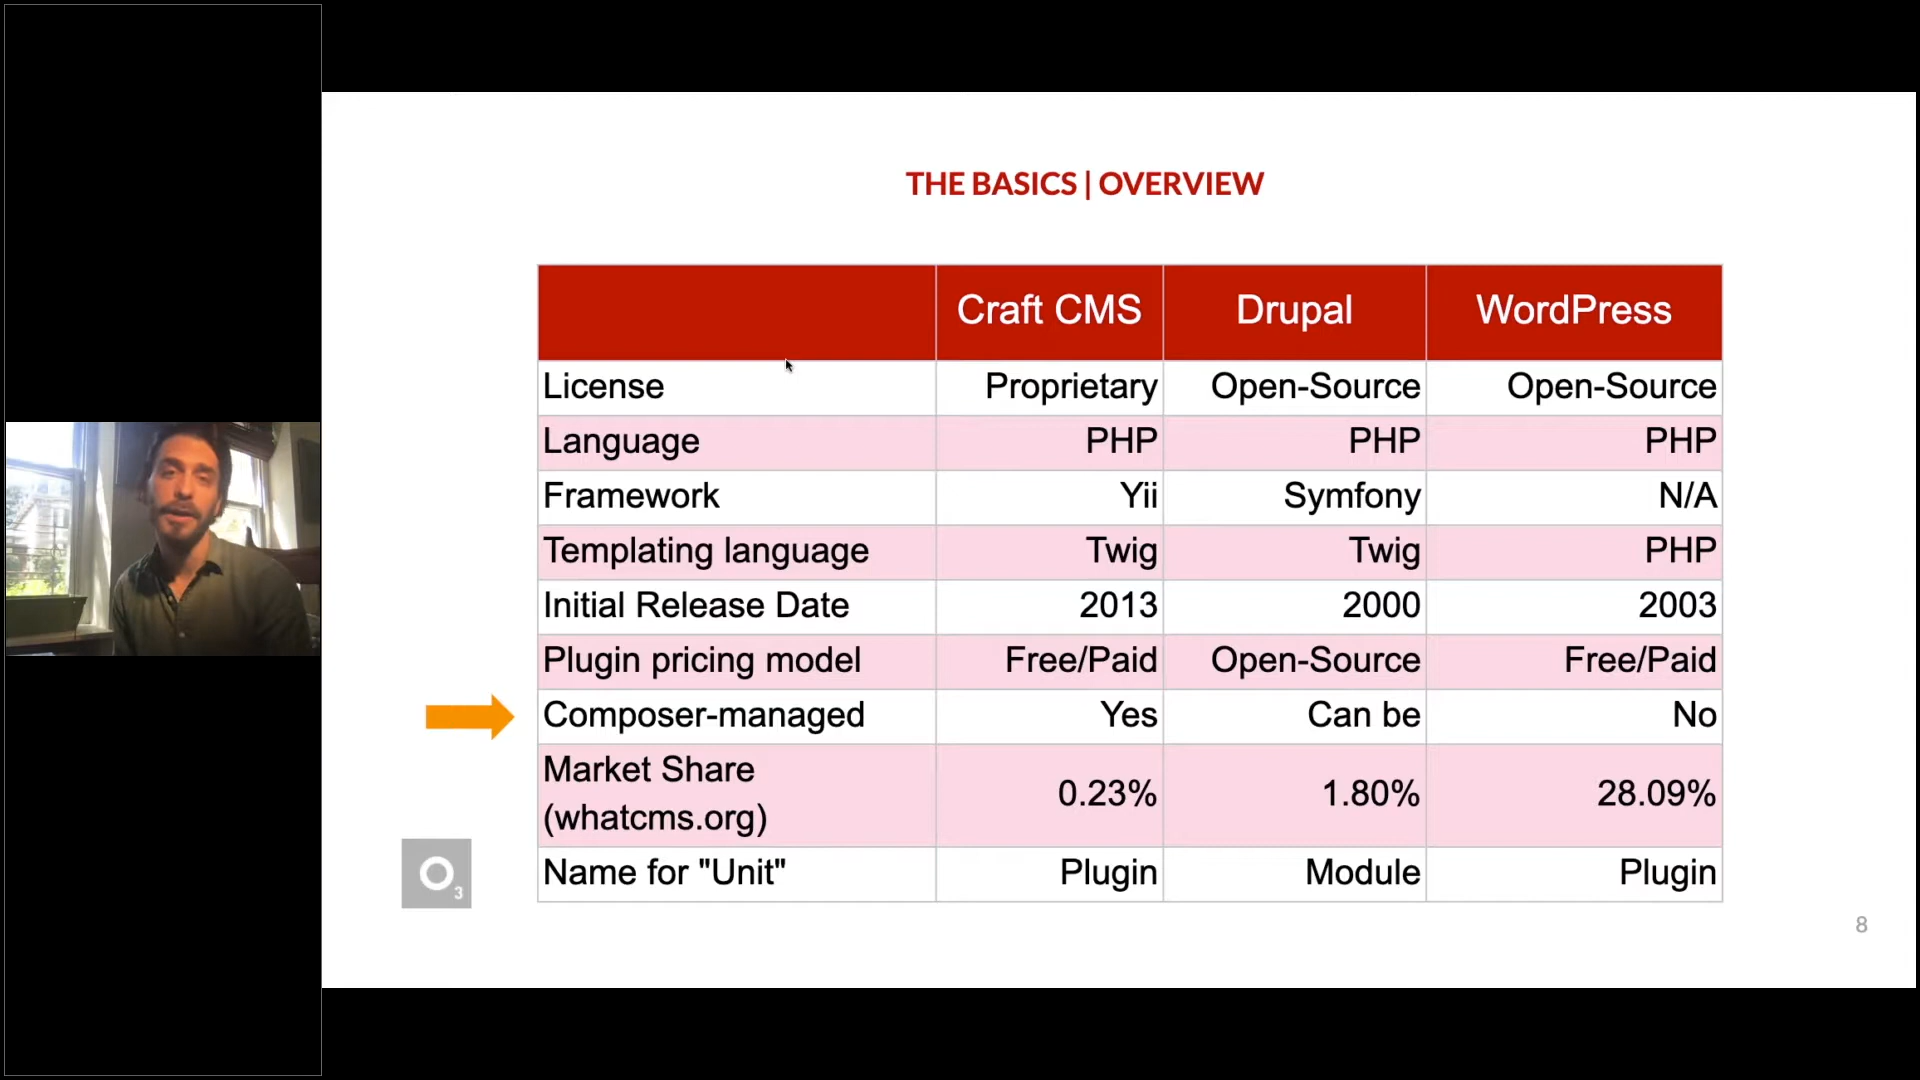 THE BASICS | OVERVIEW
Craft CMS Drupal WordPress
License Proprietary Open-Source Open-Source
Language PHP PHP PHP
Framework Yii Symfony N/A
Templating language Twig Twig PHP
Initial Release Date 2013 2000 2003
Plugin pricing model Free/Paid Open-Source Free/Paid
Composer-managed Yes Can be No
Market Share
(whatcms.org) 0.23% 1.80% 28.09%
Name for "Unit" Plugin Module Plugin
O3
8